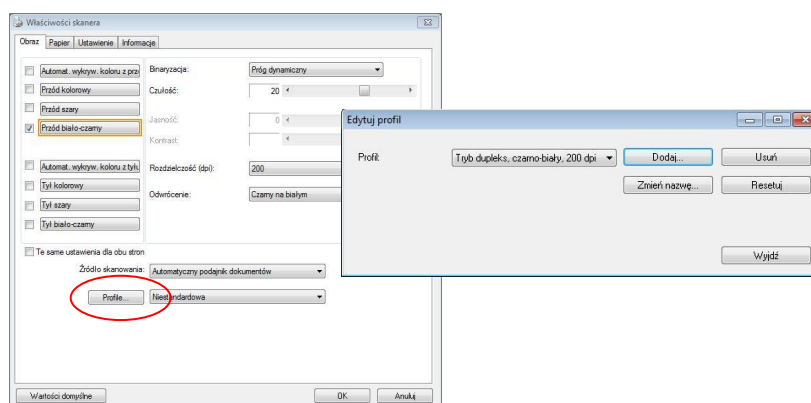 Właściwości skanera
Obraz Papier Ustawienie Informacje
Automat. wykryw. koloru z prz
Przód kolorowy
Przód szary
Przód biało-czarny
Automat. wykryw. koloru z tyłu
Tył kolorowy
Tył szary
Tył biało-czarny
Binaryzacja: Próg dynamiczny
Czułość: 20
Jasność: 0
Kontrast:
Rozdzielczość (dpi): 200
Odwrócenie: Czarny na białym
Te same ustawienia dla obu stron
Źródło skanowania: Automatyczny podajnik dokumentów
Profile... Niestandardowa
Wartości domyślne OK Anuluj
Edytuj profil
Profil: Tryb dupleks, czarno-biały, 200 dpi Dodaj... Usuń
Zmień nazwę... Resetuj
Wyjdź